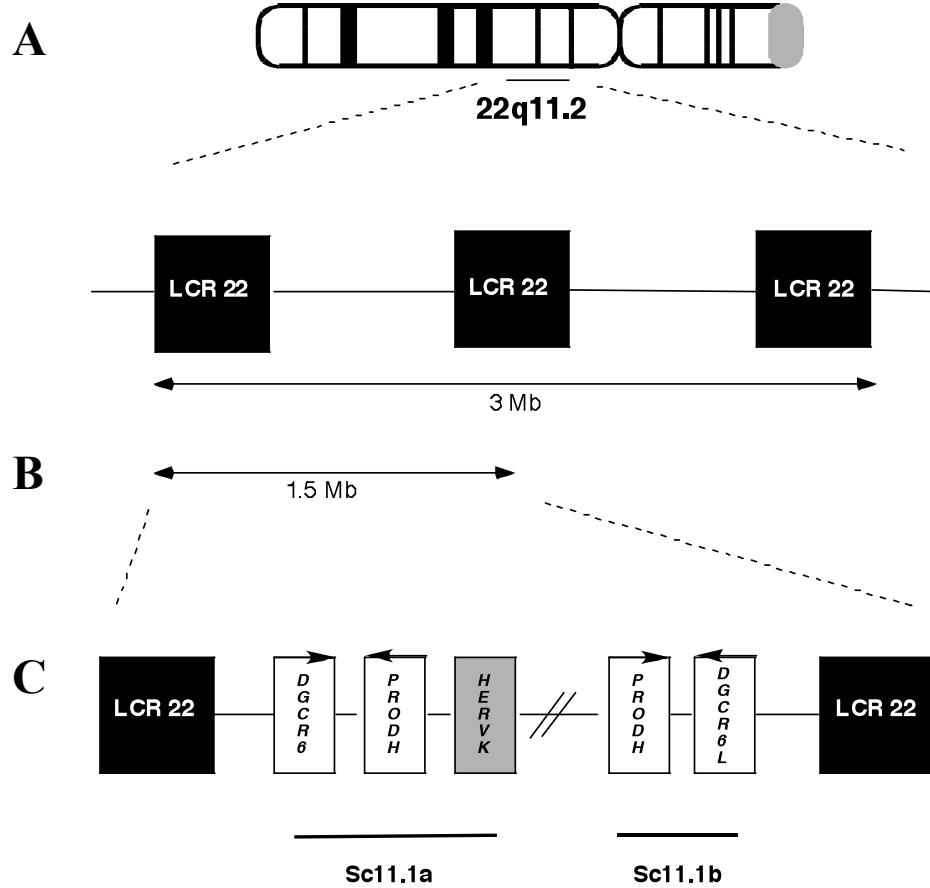 A
22q11.2
LCR 22
LCR 22
LCR 22
3 Mb
B
1.5 Mb
C
LCR 22
DGCR6
PRODH
HERVK
PRODH
DGCR6L
LCR 22
Sc11.1a
Sc11.1b